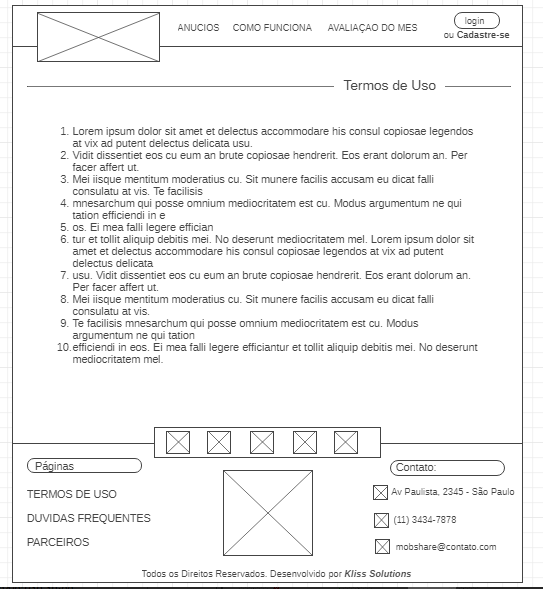 ANUCIOS COMO FUNCIONA AVALIAÇAO DO MES login
ou Cadastre-se
Termos de Uso
1. Lorem ipsum dolor sit amet et delectus accommodare his consul copiosae legendos
at vix ad putent delectus delicata usu.
2. Vidit dissentiet eos cu eum an brute copiosae hendrerit. Eos erant dolorum an. Per
facer affert ut.
3. Mei iisque mentitum moderatius cu. Sit munere facilis accusam eu dicat falli
consulatu at vis. Te facilisis
4. mnesarchum qui posse omnium mediocritatem est cu. Modus argumentum ne qui
tation efficiendi in e
5. os. Ei mea falli legere effician
6. tur et tollit aliquip debitis mei. No deserunt mediocritatem mel. Lorem ipsum dolor sit
amet et delectus accommodare his consul copiosae legendos at vix ad putent
delectus delicata
7. usu. Vidit dissentiet eos cu eum an brute copiosae hendrerit. Eos erant dolorum an.
Per facer affert ut.
8. Mei iisque mentitum moderatius cu. Sit munere facilis accusam eu dicat falli
consulatu at vis.
9. Te facilisis mnesarchum qui posse omnium mediocritatem est cu. Modus
argumentum ne qui tation
10. efficiendi in eos. Ei mea falli legere efficiantur et tollit aliquip debitis mei. No deserunt
mediocritatem mel.
Páginas
TERMOS DE USO
DUVIDAS FREQUENTES
PARCEIROS
Contato:
Av Paulista, 2345 - São Paulo
(11) 3434-7878
mobshare@contato.com
Todos os Direitos Reservados. Desenvolvido por Kliss Solutions